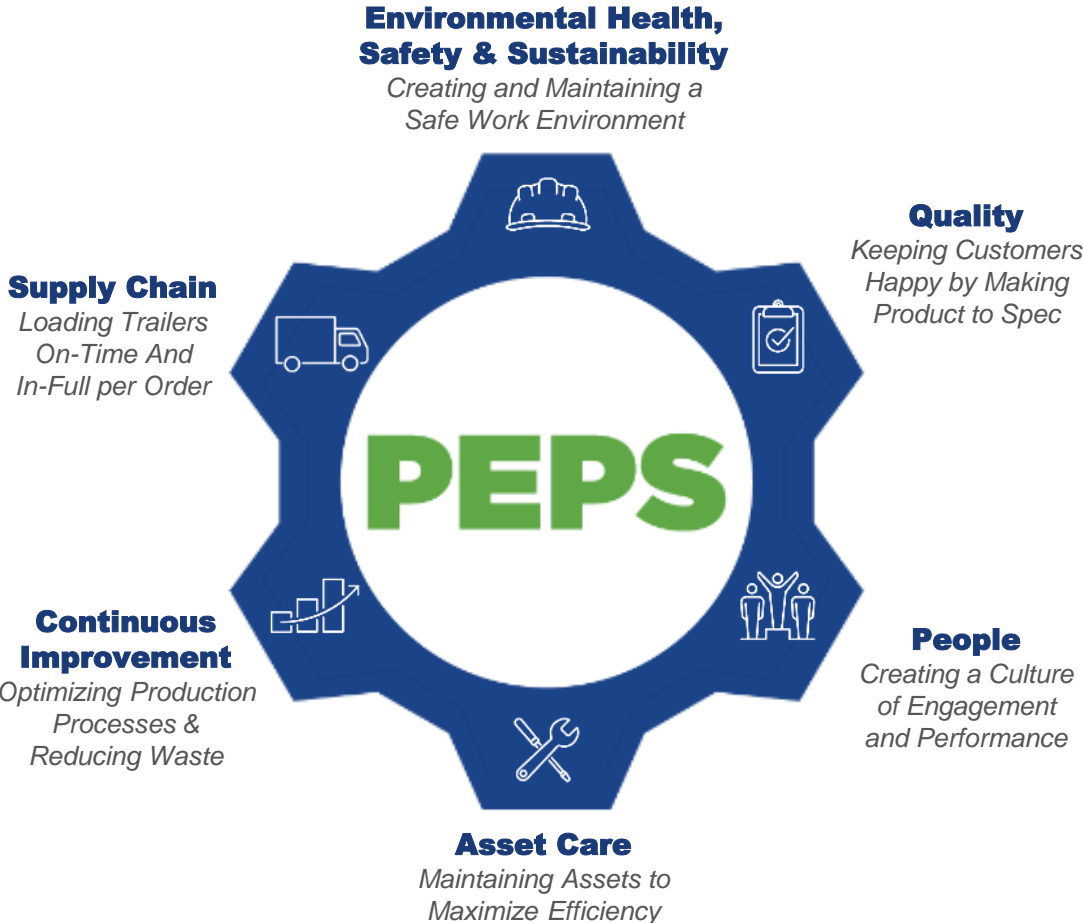 Environmental Health,
Safety & Sustainability
Creating and Maintaining a
Safe Work Environment
Quality
Keeping Customers
Happy by Making
Product to Spec
Supply Chain
Loading Trailers
On-Time And
In-Full per Order
PEPS
Continuous
Improvement
Optimizing Production
Processes &
Reducing Waste
People
Creating a Culture
of Engagement
and Performance
Asset Care
Maintaining Assets to
Maximize Efficiency